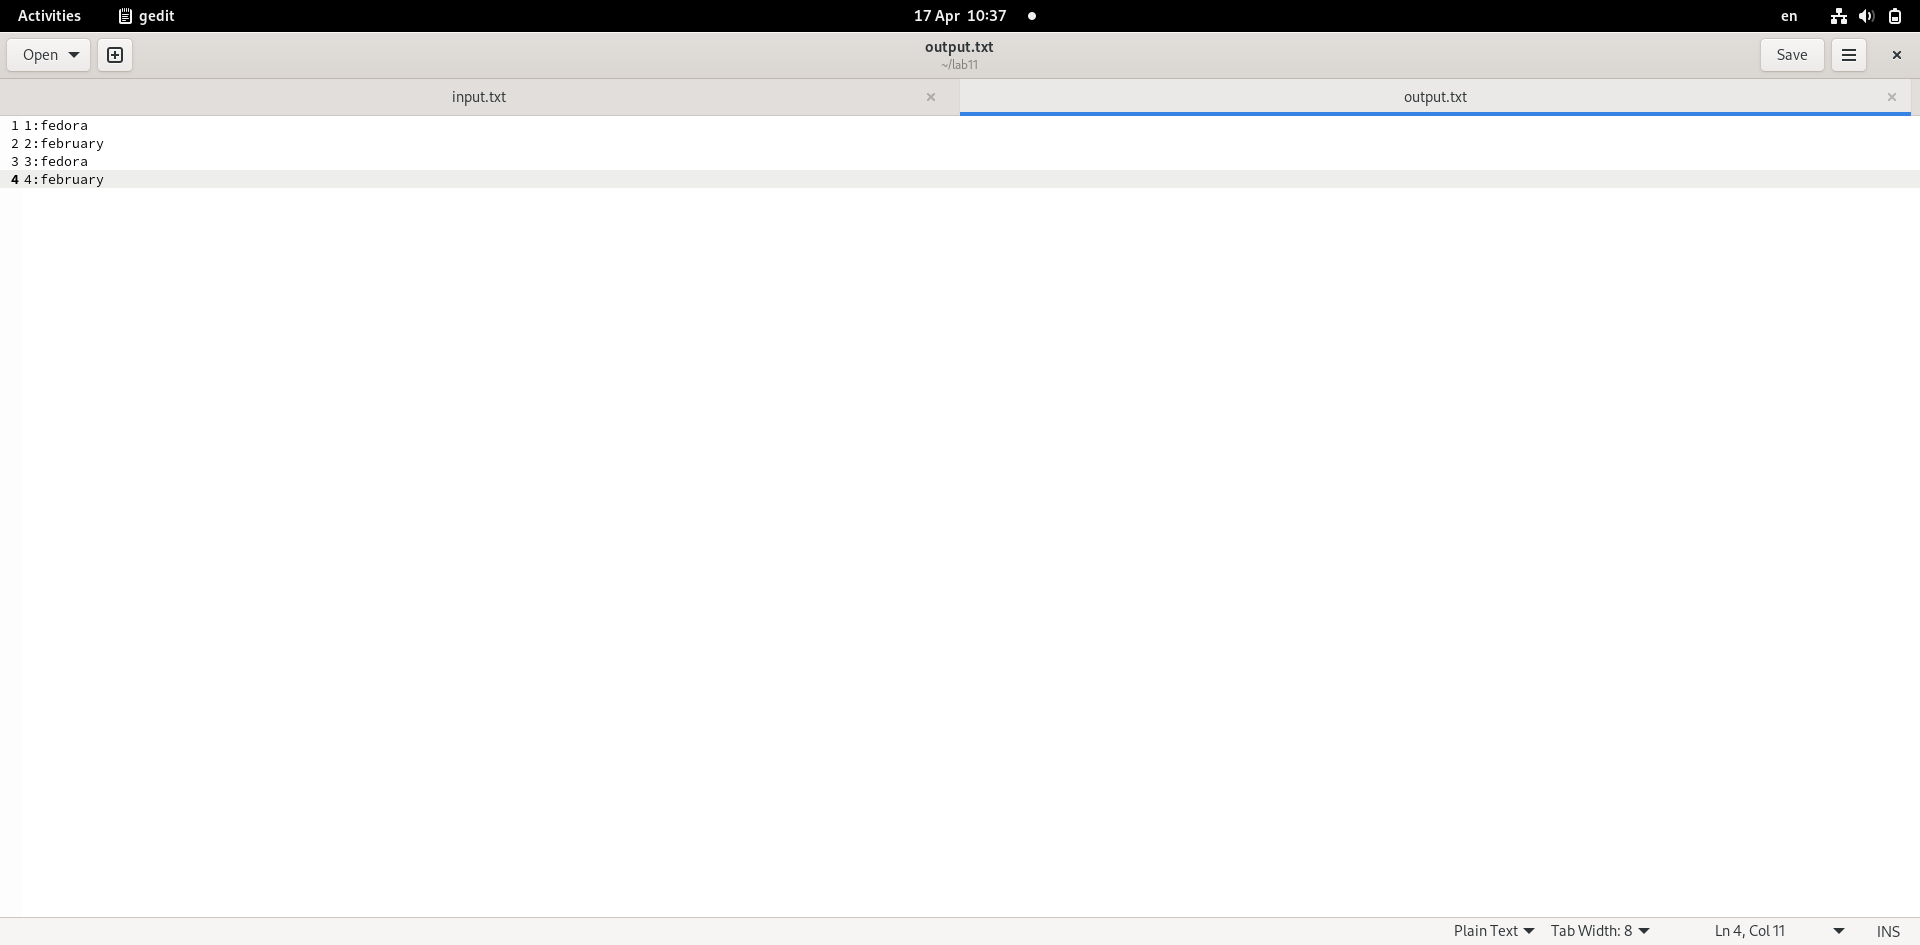 Activities gedit 17 Apr 10:37 en
Open output.txt Save
~/lab11
input.txt output.txt
1 1:fedora
2 2:february
3 3:fedora
4 4:february
Plain Text Tab Width: 8 Ln 4, Col 11 INS